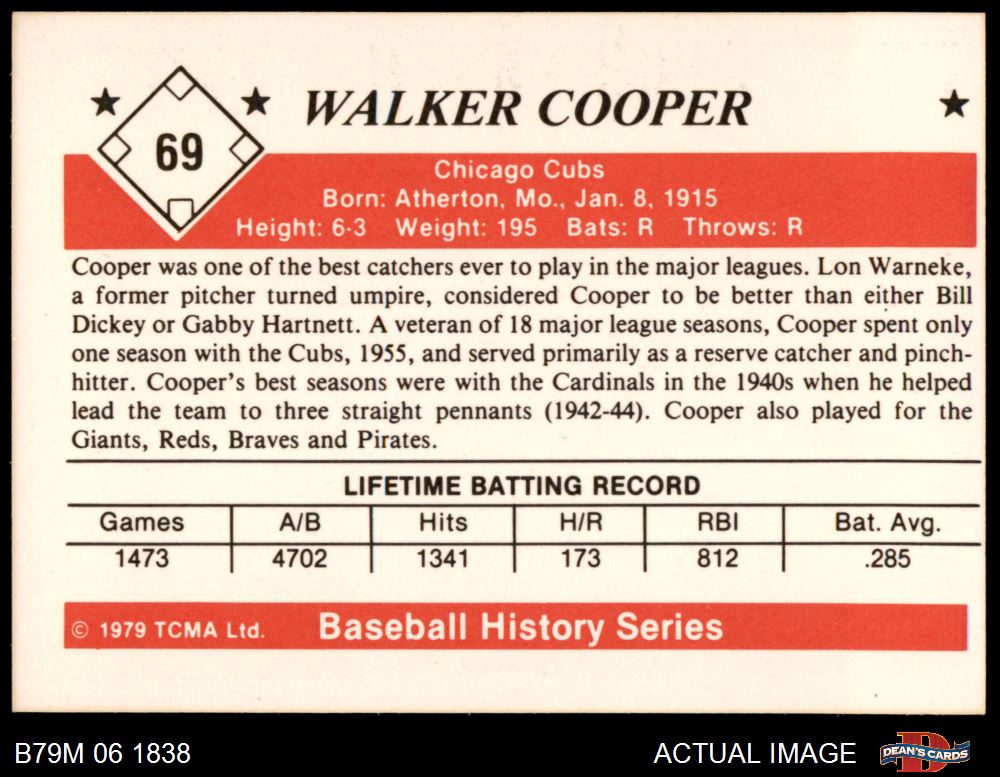 69
WALKER COOPER
Chicago Cubs
Born: Atherton, Mo., Jan. 8, 1915
Height: 6-3 Weight: 195 Bats: R Throws: R
Cooper was one of the best catchers ever to play in the major leagues. Lon Warneke,
a former pitcher turned umpire, considered Cooper to be better than either Bill
Dickey or Gabby Hartnett. A veteran of 18 major league seasons, Cooper spent only
one season with the Cubs, 1955, and served primarily as a reserve catcher and pinch-
hitter. Cooper's best seasons were with the Cardinals in the 1940s when he helped
lead the team to three straight pennants (1942-44). Cooper also played for the
Giants, Reds, Braves and Pirates.
LIFETIME BATTING RECORD
Games A/B Hits H/R RBI Bat. Avg.
1473 4702 1341 173 812 .285
© 1979 TCMA Ltd. Baseball History Series
B79M 06 1838 ACTUAL IMAGE DEAN'S CARDS